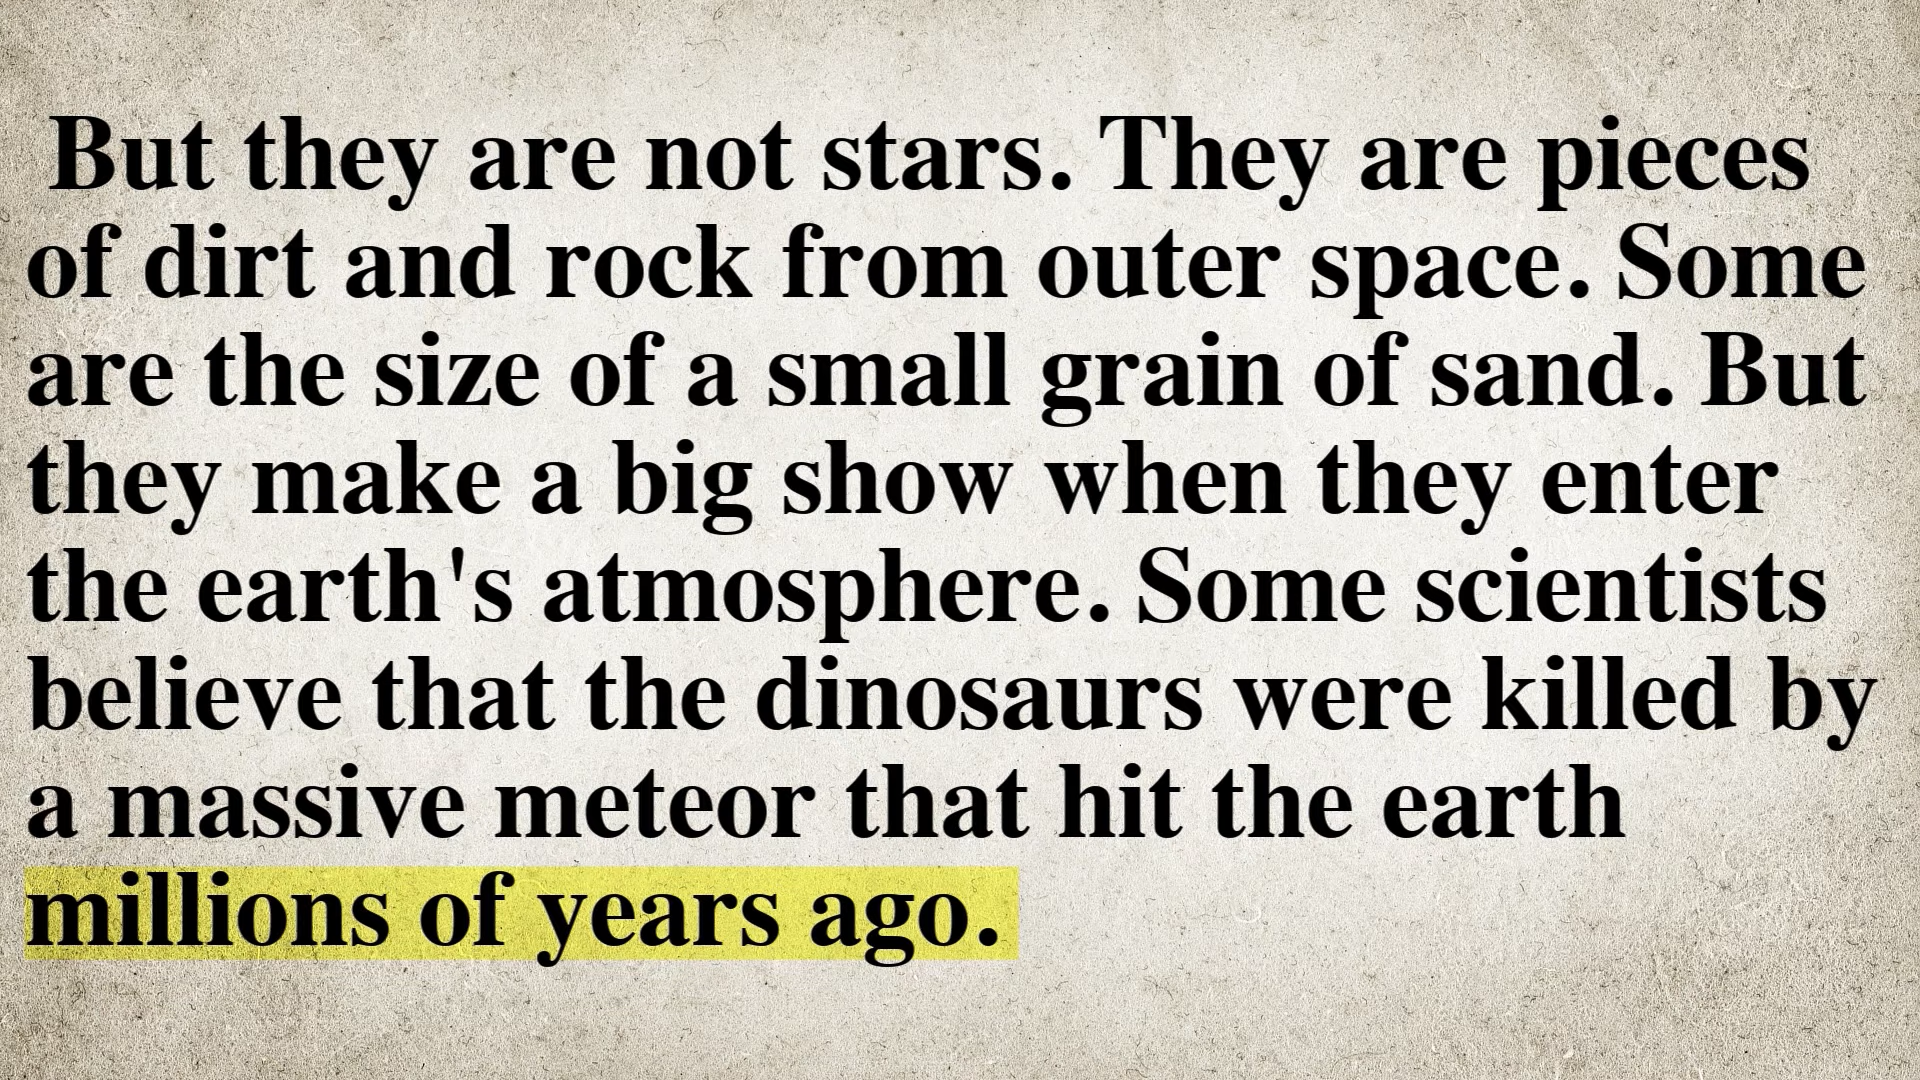 But they are not stars. They are pieces
of dirt and rock from outer space. Some
are the size of a small grain of sand. But
they make a big show when they enter
the earth's atmosphere. Some scientists
believe that the dinosaurs were killed by
a massive meteor that hit the earth
millions of years ago.